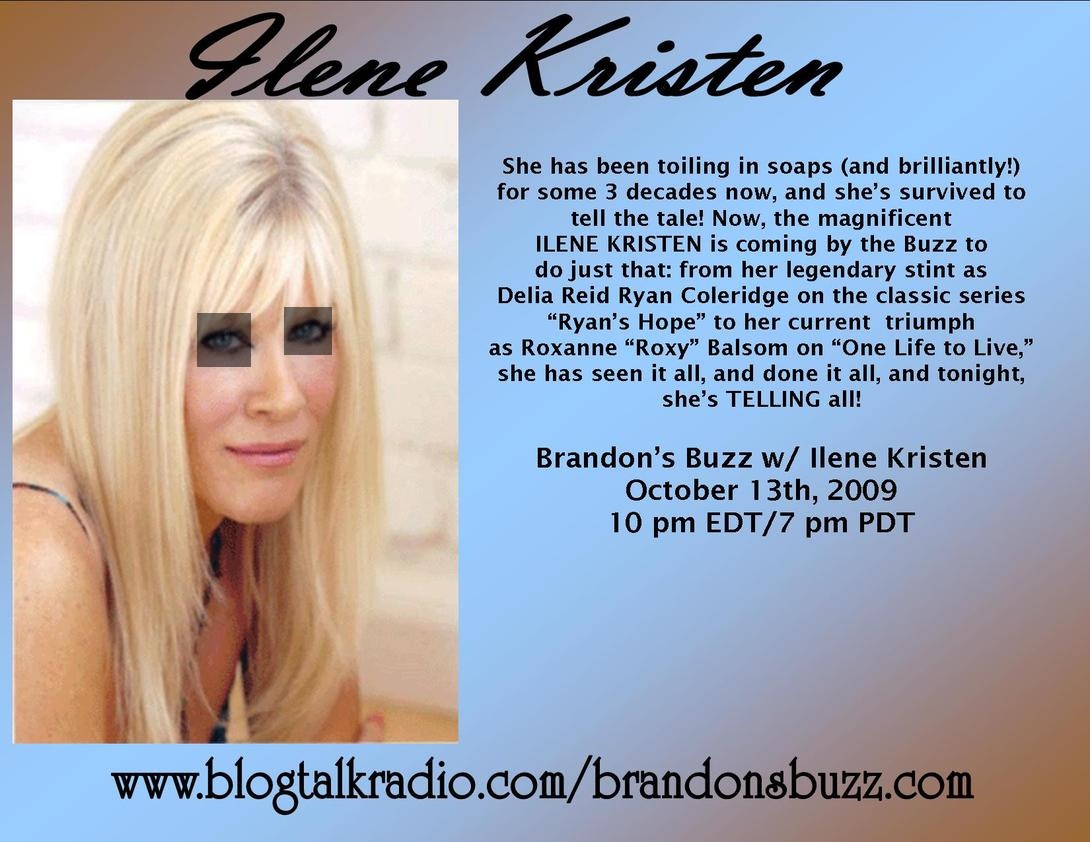 Ilene Kristen
She has been toiling in soaps (and brilliantly!)
for some 3 decades now, and she's survived to
tell the tale! Now, the magnificent
ILENE KRISTEN is coming by the Buzz to
do just that: from her legendary stint as
Delia Reid Ryan Coleridge on the classic series
“Ryan’s Hope” to her current triumph
as Roxanne “Roxy” Balsom on “One Life to Live,”
she has seen it all, and done it all, and tonight,
she’s TELLING all!
Brandon’s Buzz w/ Ilene Kristen
October 13th, 2009
10 pm EDT/7 pm PDT
www.blogtalkradio.com/brandonsbuzz.com